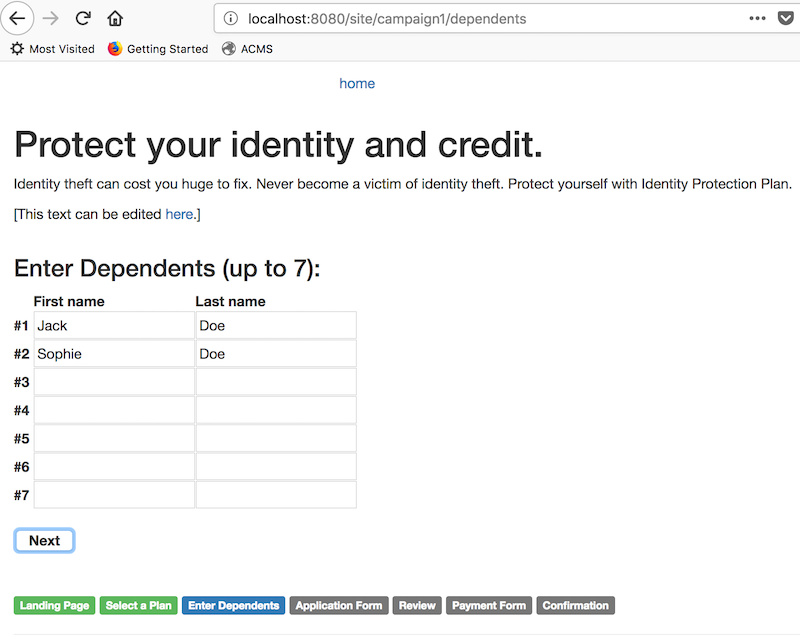 localhost:8080/site/campaign1/dependents
Most Visited Getting Started ACMS
home
Protect your identity and credit.
Identity theft can cost you huge to fix. Never become a victim of identity theft. Protect yourself with Identity Protection Plan.
[This text can be edited here.]
Enter Dependents (up to 7):
First name Last name
#1 Jack Doe
#2 Sophie Doe
#3
#4
#5
#6
#7
Next
Landing Page Select a Plan Enter Dependents Application Form Review Payment Form Confirmation